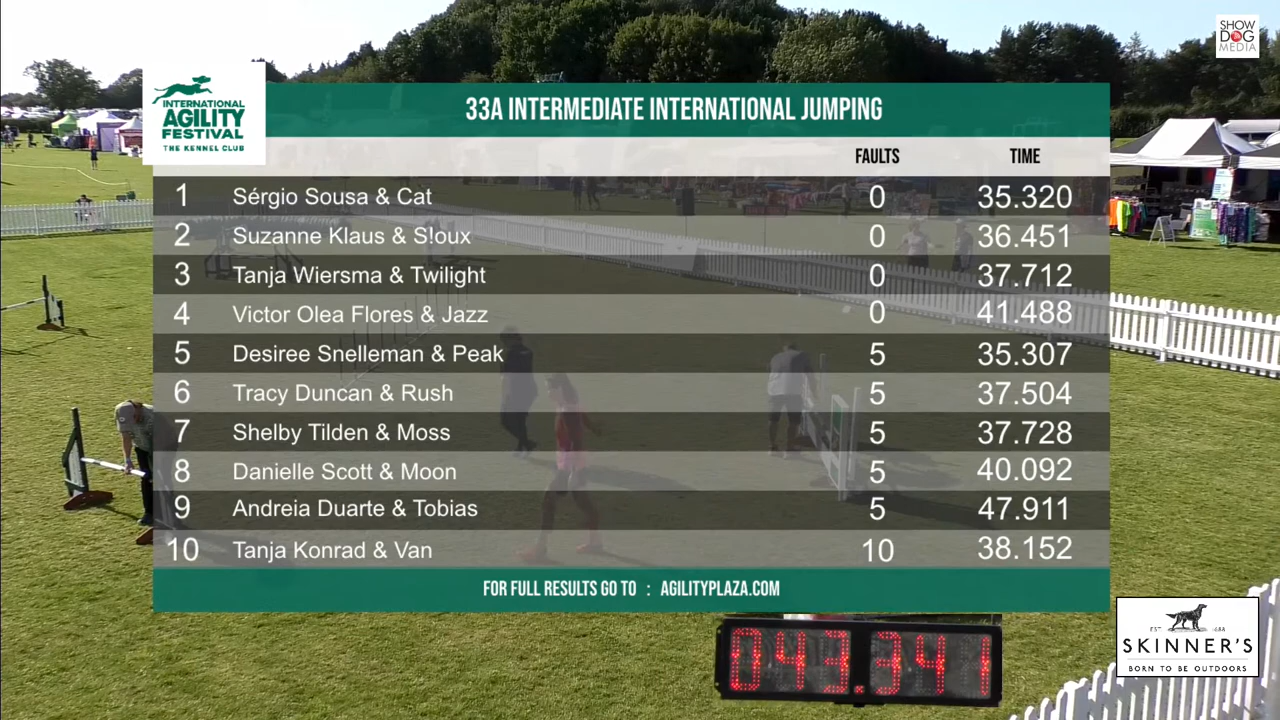 SHOW
DOG
MEDIA
INTERNATIONAL
AGILITY
FESTIVAL
THE KENNEL CLUB
33A INTERMEDIATE INTERNATIONAL JUMPING
FAULTS TIME
1 Sérgio Sousa & Cat 0 35.320
2 Suzanne Klaus & S!oux 0 36.451
3 Tanja Wiersma & Twilight 0 37.712
4 Victor Olea Flores & Jazz 0 41.488
5 Desiree Snelleman & Peak 5 35.307
6 Tracy Duncan & Rush 5 37.504
7 Shelby Tilden & Moss 5 37.728
8 Danielle Scott & Moon 5 40.092
9 Andreia Duarte & Tobias 5 47.911
10 Tanja Konrad & Van 10 38.152
FOR FULL RESULTS GO TO : AGILITYPLAZA.COM
043.341
SKINNER'S
BORN TO BE OUTDOORS